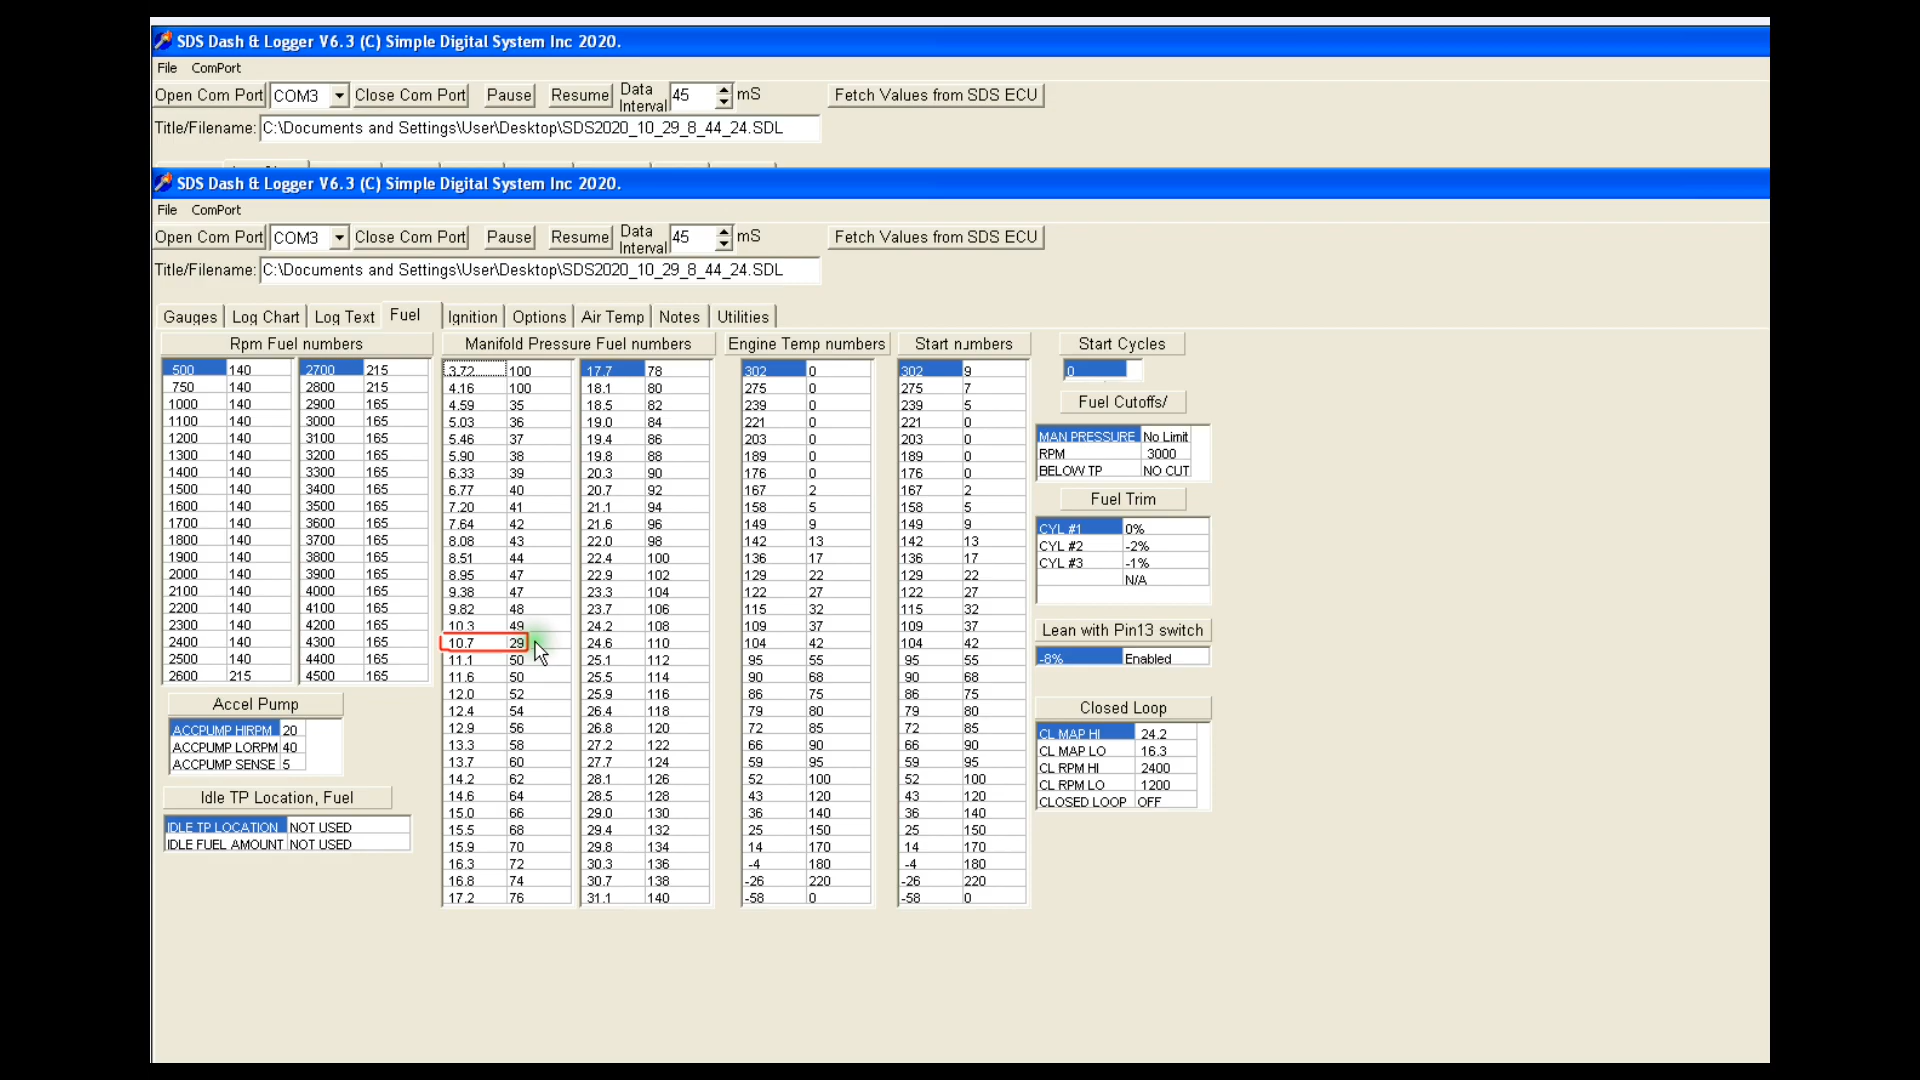 SDS Dash & Logger V6.3 (C) Simple Digital System Inc 2020.
File ComPort
Open Com Port COM3 Close Com Port Pause Resume Data Interval 45 mS Fetch Values from SDS ECU
Title/Filename: C:\Documents and Settings\User\Desktop\SDS2020_10_29_8_44_24.SDL
SDS Dash & Logger V6.3 (C) Simple Digital System Inc 2020.
File ComPort
Open Com Port COM3 Close Com Port Pause Resume Data Interval 45 mS Fetch Values from SDS ECU
Title/Filename: C:\Documents and Settings\User\Desktop\SDS2020_10_29_8_44_24.SDL
Gauges Log Chart Log Text Fuel Ignition Options Air Temp Notes Utilities
Rpm Fuel numbers
500 140 2700 215
750 140 2800 215
1000 140 2900 165
1100 140 3000 165
1200 140 3100 165
1300 140 3200 165
1400 140 3300 165
1500 140 3400 165
1600 140 3500 165
1700 140 3600 165
1800 140 3700 165
1900 140 3800 165
2000 140 3900 165
2100 140 4000 165
2200 140 4100 165
2300 140 4200 165
2400 140 4300 165
2500 140 4400 165
2600 215 4500 165
Accel Pump
ACCPUMP HIRPM 20
ACCPUMP LORPM 40
ACCPUMP SENSE 5
Idle TP Location, Fuel
IDLE TP LOCATION NOT USED
IDLE FUEL AMOUNT NOT USED
Manifold Pressure Fuel numbers
3.72 100 17.7 78
4.16 100 18.1 80
4.59 35 18.5 82
5.03 36 19.0 84
5.46 37 19.4 86
5.90 38 19.8 88
6.33 39 20.3 90
6.77 40 20.7 92
7.20 41 21.1 94
7.64 42 21.6 96
8.08 43 22.0 98
8.51 44 22.4 100
8.95 47 22.9 102
9.38 47 23.3 104
9.82 48 23.7 106
10.3 49 24.2 108
10.7 29 24.6 110
11.1 50 25.1 112
11.6 50 25.5 114
12.0 52 25.9 116
12.4 54 26.4 118
12.9 56 26.8 120
13.3 58 27.2 122
13.7 60 27.7 124
14.2 62 28.1 126
14.6 64 28.5 128
15.0 66 29.0 130
15.5 68 29.4 132
15.9 70 29.8 134
16.3 72 30.3 136
16.8 74 30.7 138
17.2 76 31.1 140
Engine Temp numbers
302 0
275 0
239 0
221 0
203 0
189 0
176 0
167 2
158 5
149 9
142 13
136 17
129 22
122 27
115 32
109 37
104 42
95 55
90 68
86 75
79 80
72 85
66 90
59 95
52 100
43 120
36 140
25 150
14 170
-4 180
-26 220
-58 0
Start numbers
302 9
275 7
239 5
221 0
203 0
189 0
176 0
167 2
158 5
149 9
142 13
136 17
129 22
122 27
115 32
109 37
104 42
95 55
90 68
86 75
79 80
72 85
66 90
59 95
52 100
43 120
36 140
25 150
14 170
-4 180
-26 220
-58 0
Start Cycles
0
Fuel Cutoffs/
MAN PRESSURE No Limit
RPM 3000
BELOW TP NO CUT
Fuel Trim
CYL #1 0%
CYL #2 -2%
CYL #3 -1%
N/A
Lean with Pin13 switch
-8% Enabled
Closed Loop
CL MAP HI 24.2
CL MAP LO 16.3
CL RPM HI 2400
CL RPM LO 1200
CLOSED LOOP OFF